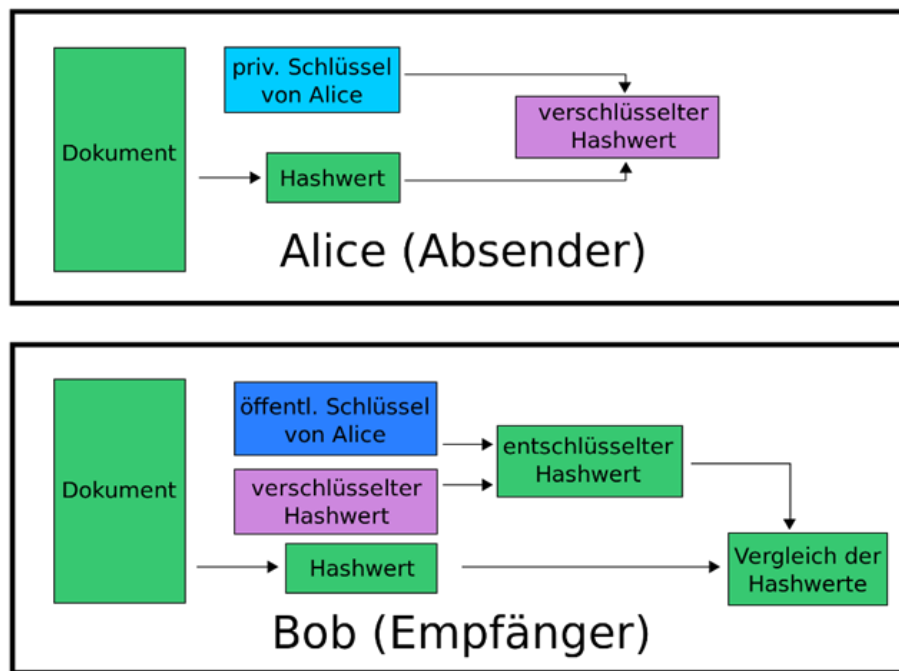 priv. Schlüssel
von Alice
verschlüsselter
Hashwert
Dokument
Hashwert
Alice (Absender)
öffentl. Schlüssel
von Alice
entschlüsselter
Hashwert
Dokument
verschlüsselter
Hashwert
Hashwert
Vergleich der
Hashwerte
Bob (Empfänger)